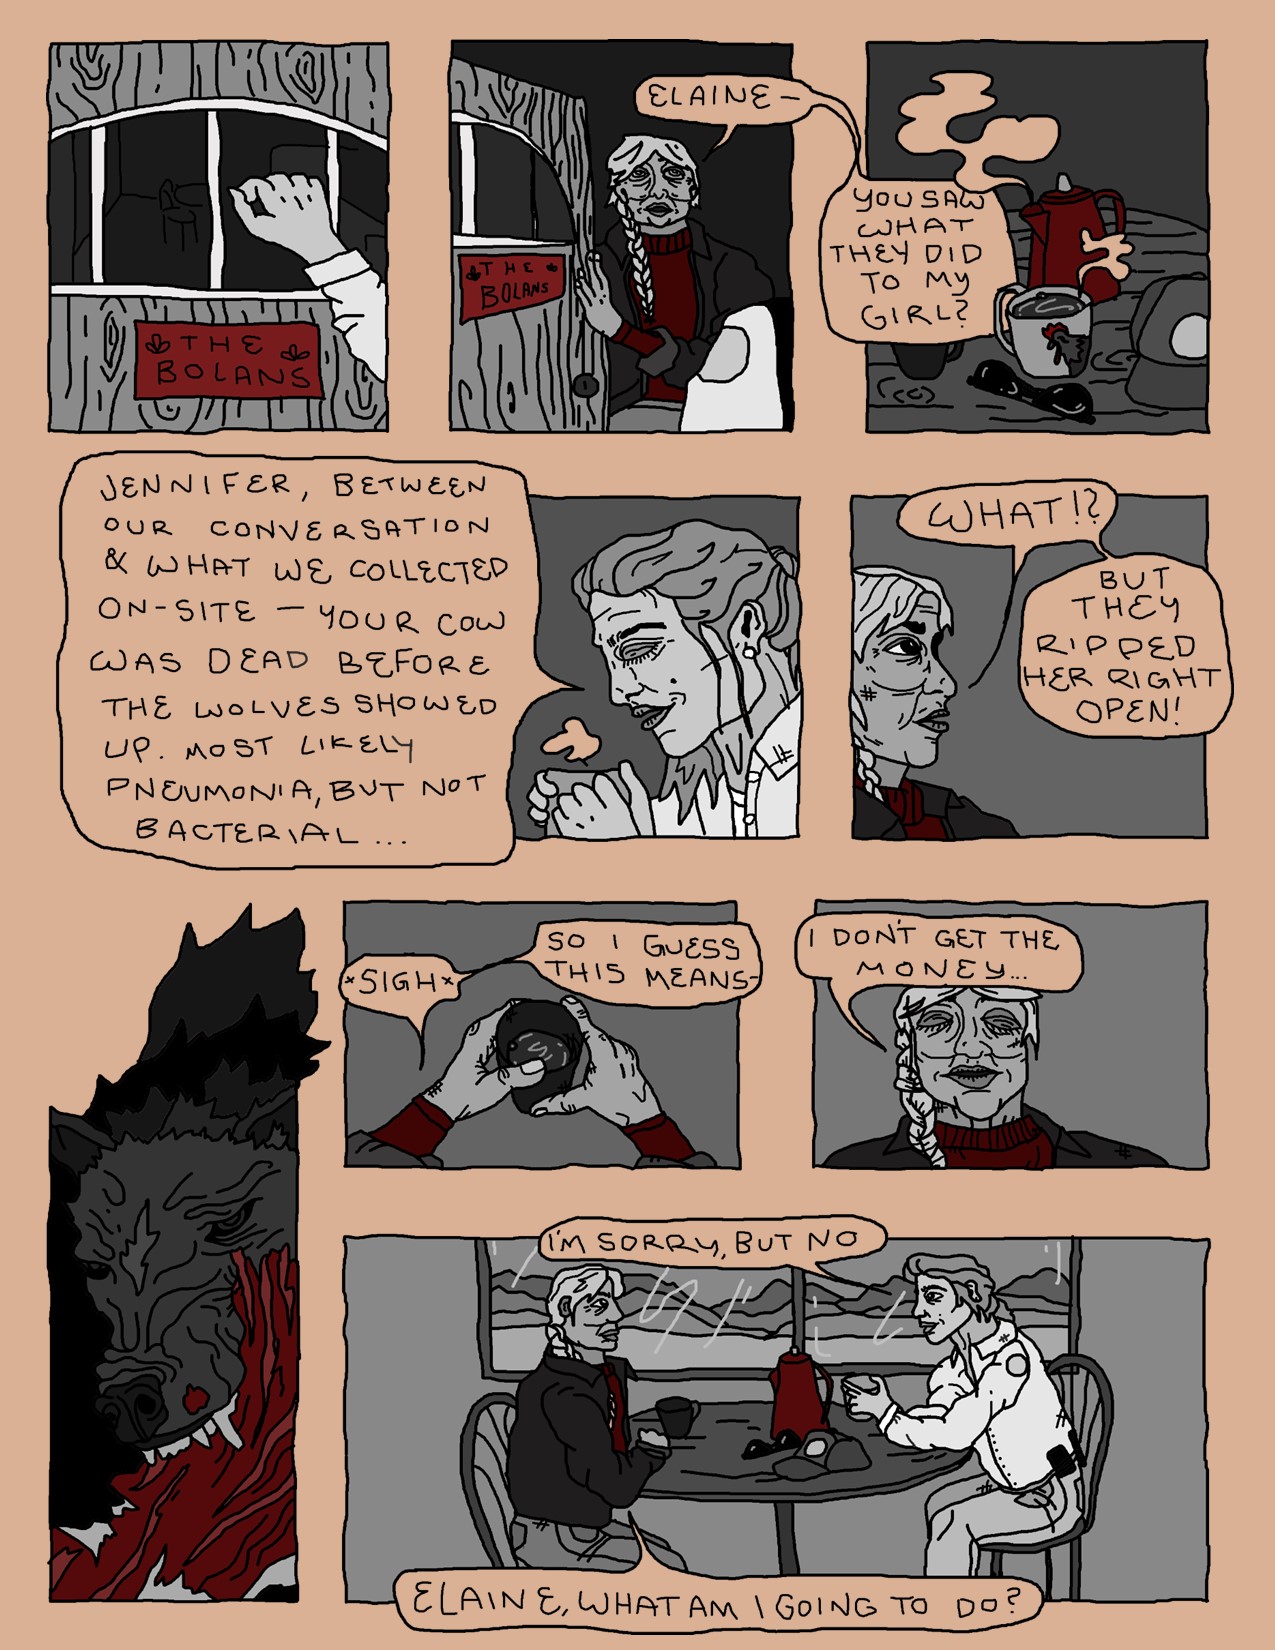 THE
BOLANS
ELAINE—
THE
BOLANS
YOU SAW
WHAT
THEY DID
TO MY
GIRL?
JENNIFER, BETWEEN
OUR CONVERSATION
& WHAT WE COLLECTED
ON-SITE — YOUR COW
WAS DEAD BEFORE
THE WOLVES SHOWED
UP. MOST LIKELY
PNEUMONIA, BUT NOT
BACTERIAL...
WHAT!?
BUT
THEY
RIPPED
HER RIGHT
OPEN!
*SIGH*
SO I GUESS
THIS MEANS-
I DON'T GET THE
MONEY...
I'M SORRY, BUT NO
ELAINE, WHAT AM I GOING TO DO?